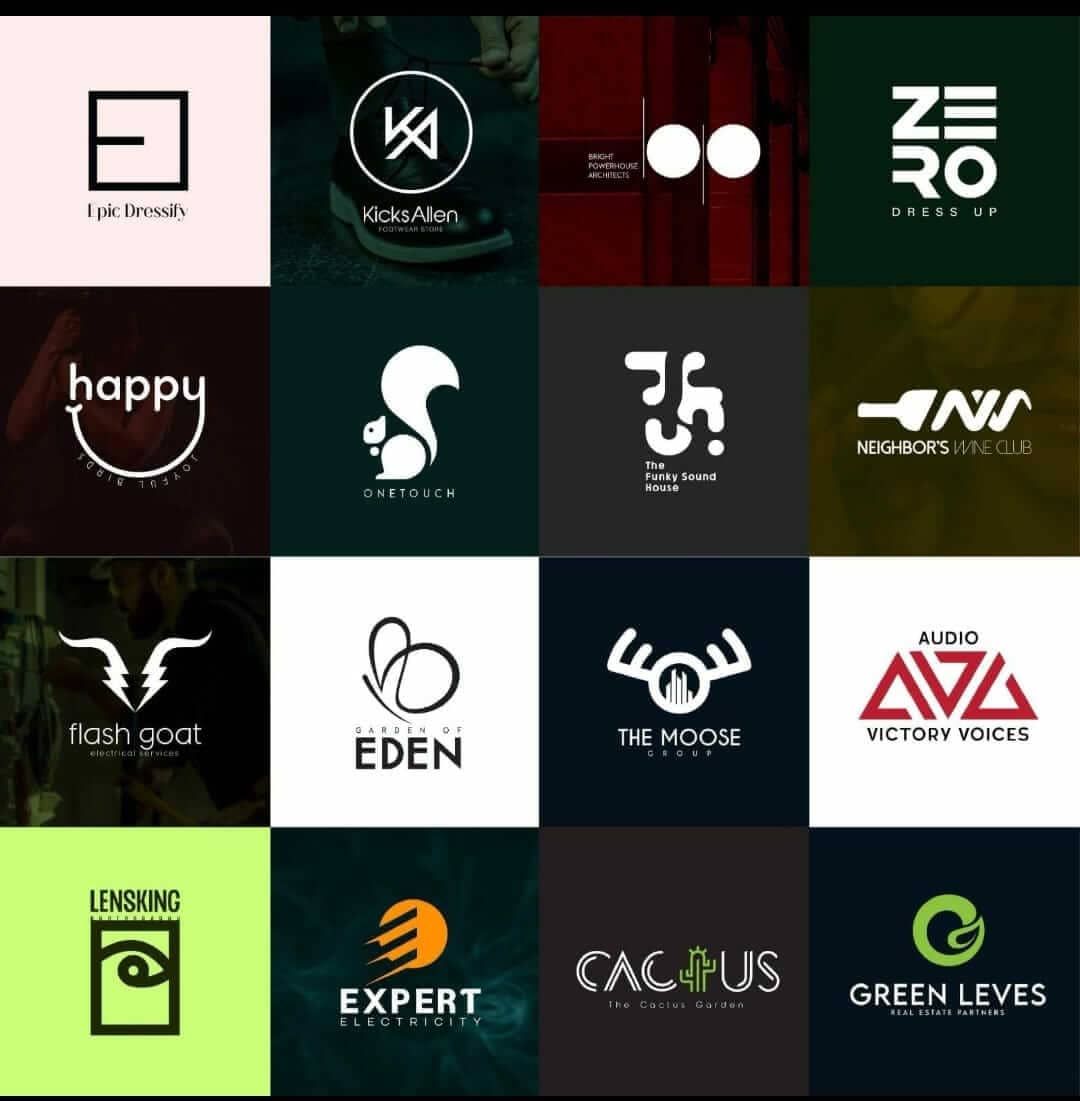 Epic Dressify
KA
KicksAllen
FOOTWEAR STORE
BRIGHT
POWERHOUSE
ARCHITECTS
ZE
RO
DRESS UP
happy
JOYFUL BIRDS
ONETOUCH
The
Funky Sound
House
NEIGHBOR'S WINE CLUB
flash goat
electrical services
GARDEN OF
EDEN
THE MOOSE
GROUP
AUDIO
VICTORY VOICES
LENSKING
PHOTOGRAPHY
EXPERT
ELECTRICITY
CACTUS
The Cactus Garden
GREEN LEVES
REAL ESTATE PARTNERS